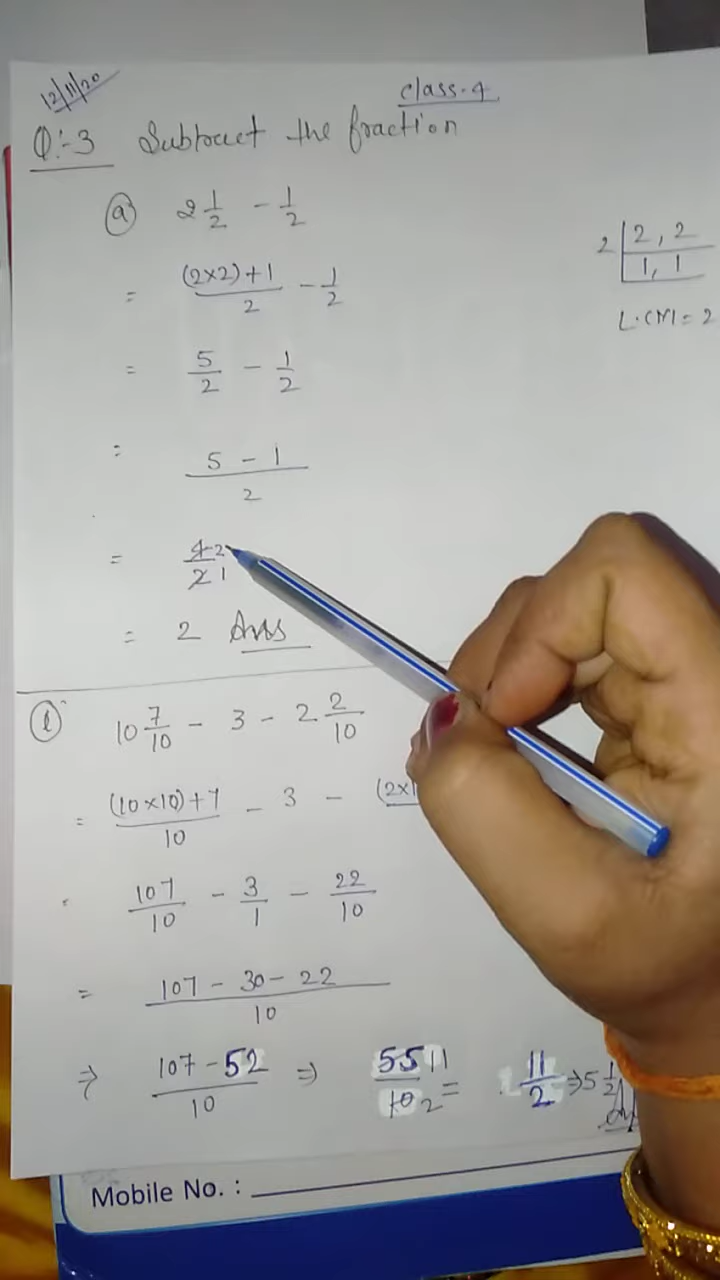 12/11/20
class-4
Q:-3 Subtract the fraction
(a) 2 1/2 - 1/2
= (2×2)+1/2 - 1/2
2 | 2, 2
1, 1
L.CM = 2
= 5/2 - 1/2
= 5 - 1/2
= 4 2/2 1
= 2 Ans
10 7/10 - 3 - 2 2/10
= (10×10)+7/10 - 3 - (2×1
107/10 - 3/1 - 22/10
= 107 - 30 - 22/10
⇒ 107 - 52/10 ⇒ 55 11/10 2 = 11/2 ⇒ 5 1/2
Mobile No. :